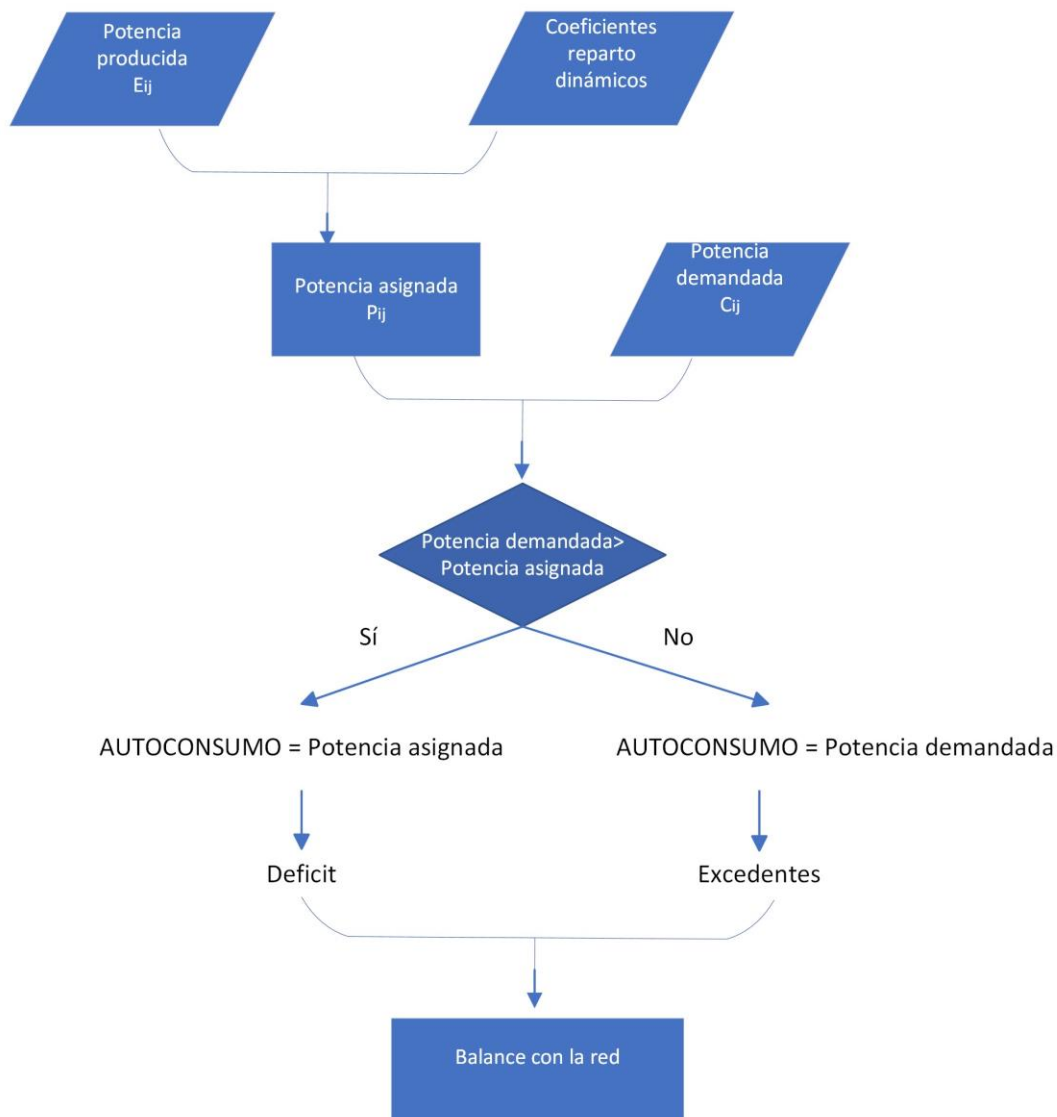 Potencia
producida
Eij
Coeficientes
reparto
dinámicos
Potencia asignada
Pij
Potencia
demandada
Cij
Potencia demandada>
Potencia asignada
Sí
No
AUTOCONSUMO = Potencia asignada
AUTOCONSUMO = Potencia demandada
Deficit
Excedentes
Balance con la red